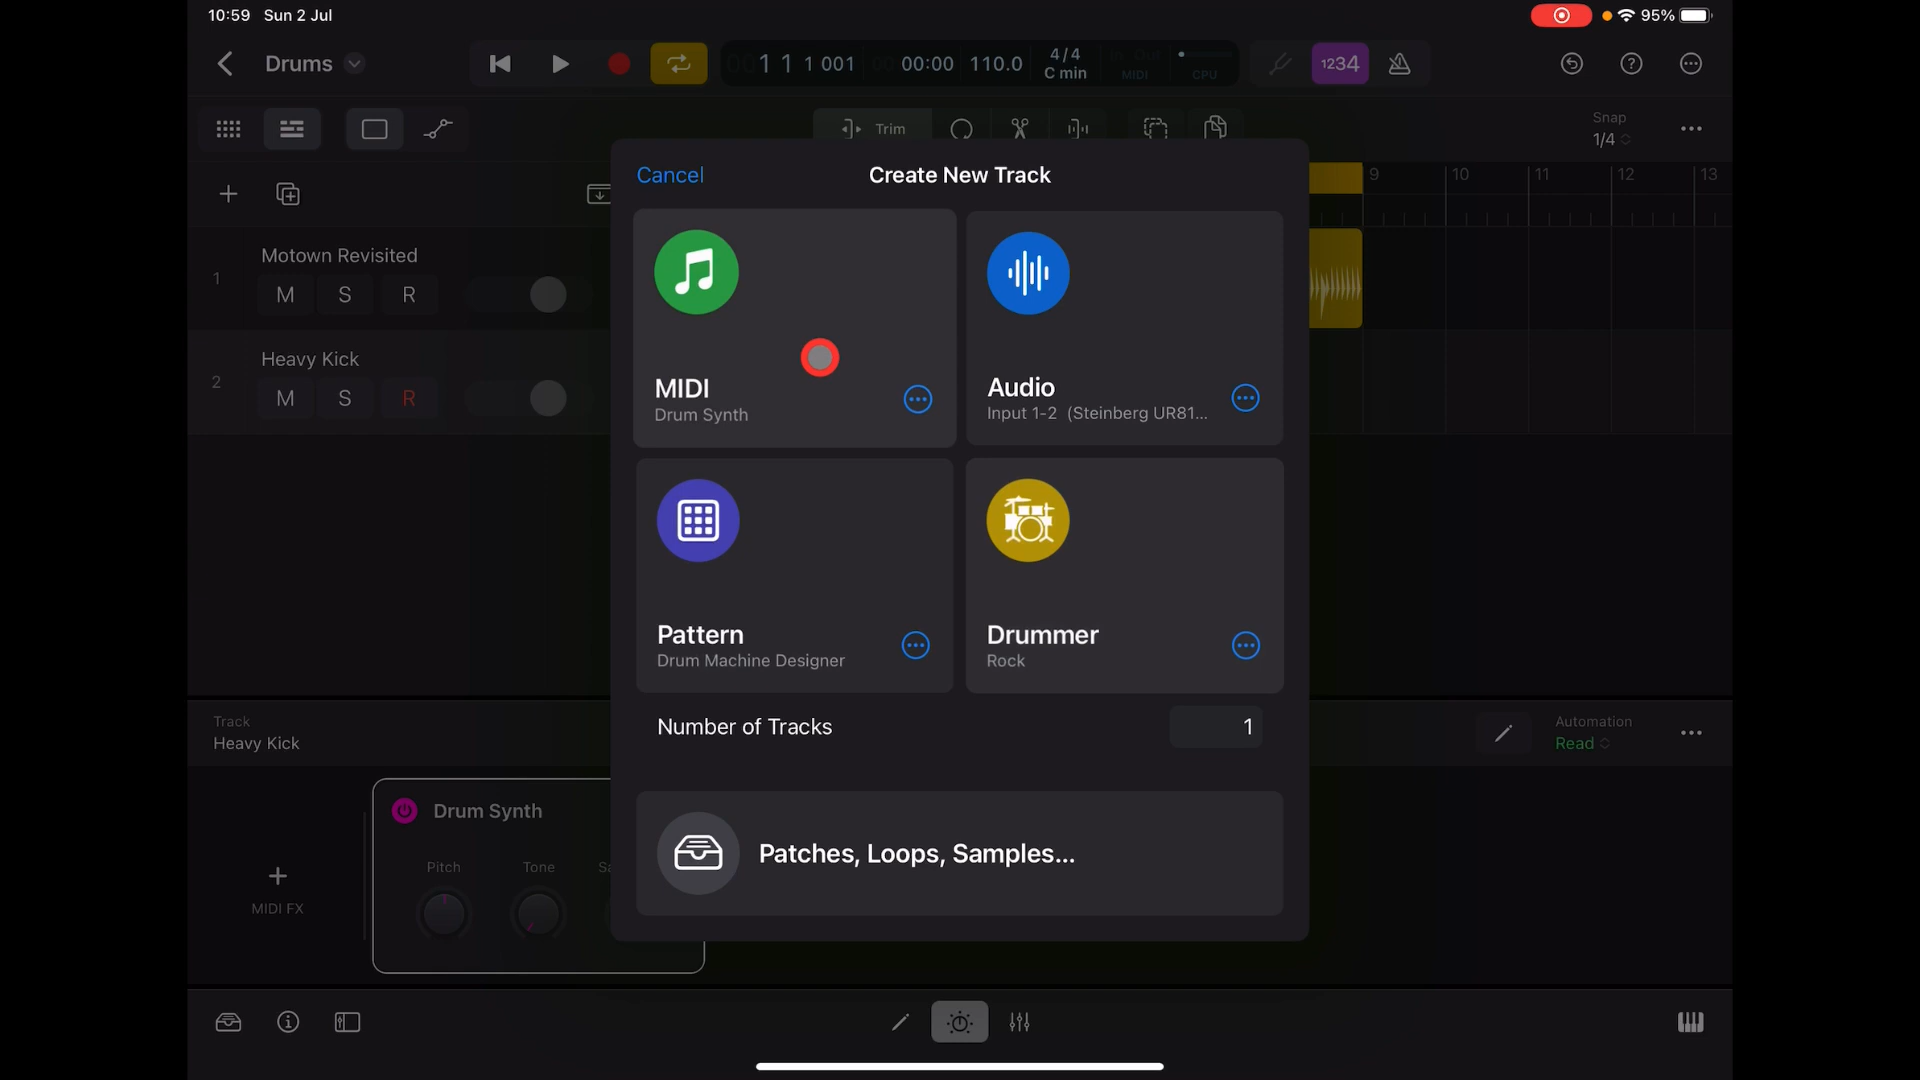 10:59 Sun 2 Jul
95%
Drums
1 1 1 001
00:00
110.0
4/4
C min
MIDI
CPU
1234
Trim
Snap
1/4
Cancel
Create New Track
9 10 11 12 13
1
Motown Revisited
M S R
2
Heavy Kick
M S R
MIDI
Drum Synth
Audio
Input 1-2 (Steinberg UR81...
Pattern
Drum Machine Designer
Drummer
Rock
Number of Tracks
1
Track
Heavy Kick
Automation
Read
Patches, Loops, Samples...
Drum Synth
Pitch
Tone
MIDI FX